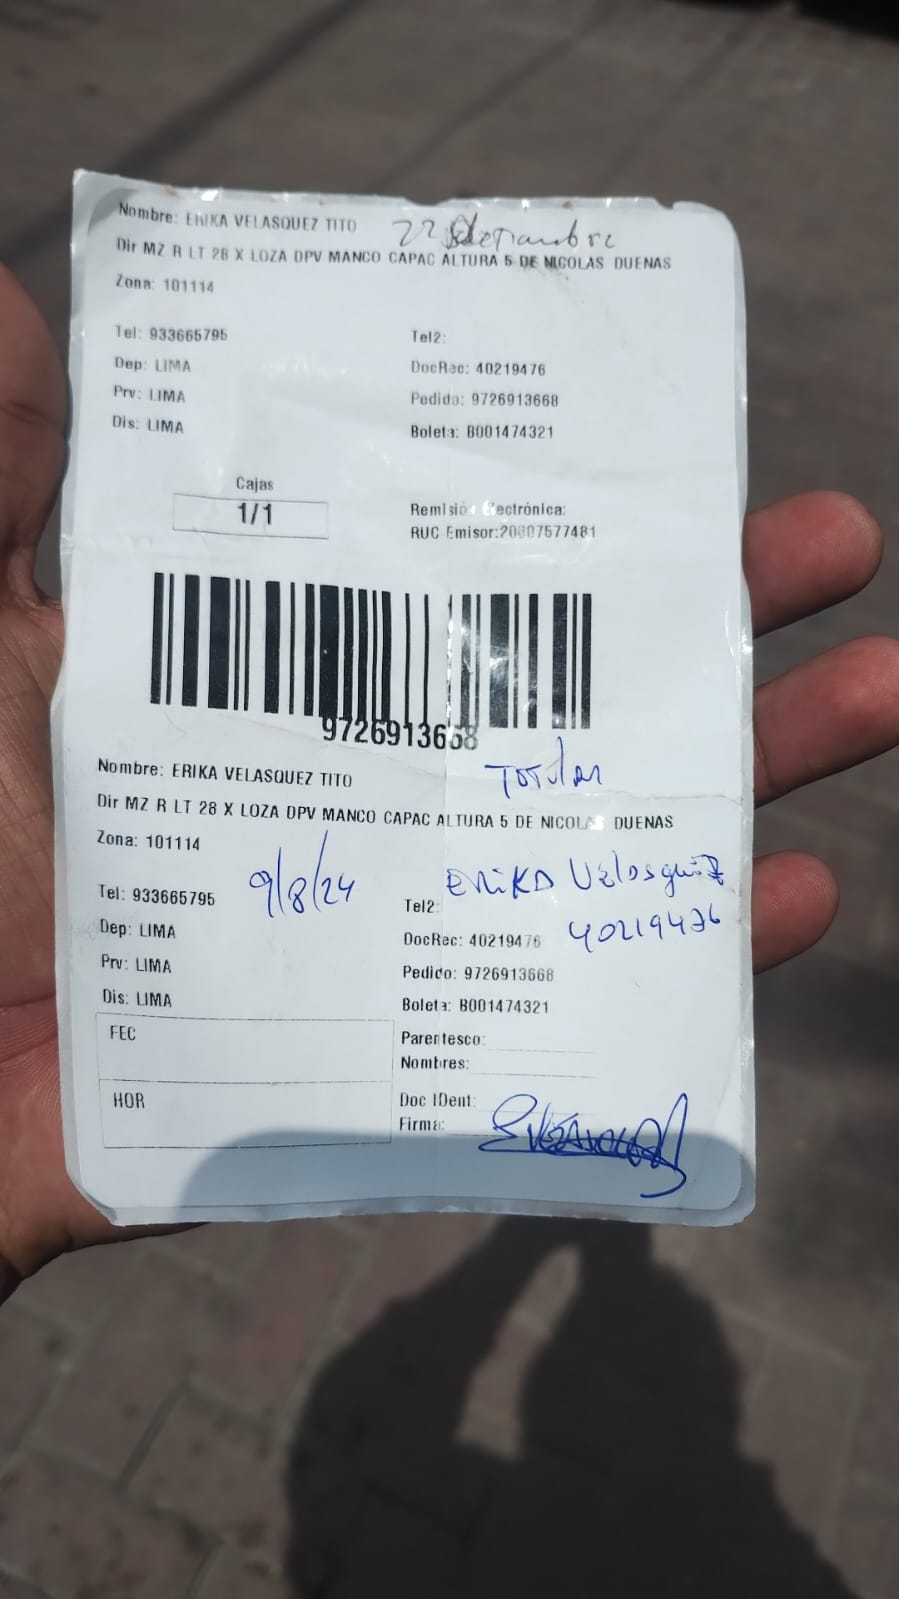 Nombre: ERIKA VELASQUEZ TITO 22
Dir MZ R LT 28 X LOZA DPV MANCO CAPAC ALTURA 5 DE NICOLAS DUENAS
Zona: 101114
Tel: 933665795 Tel2:
Dep: LIMA DocRec: 40219476
Prv: LIMA Pedido: 9726913668
Dis: LIMA Boleta: B001474321
Cajas
1/1
Remisión Electrónica:
RUC Emisor:20607577481
9726913668
Nombre: ERIKA VELASQUEZ TITO
Dir MZ R LT 28 X LOZA DPV MANCO CAPAC ALTURA 5 DE NICOLAS DUENAS
Zona: 101114
9/8/24 Erika Velasquez
Tel: 933665795 Tel2:
40219476
Dep: LIMA DocRec: 40219476
Prv: LIMA Pedido: 9726913668
Dis: LIMA Boleta: B001474321
FEC Parentesco:
Nombres:
HOR Doc IDent:
Firma: